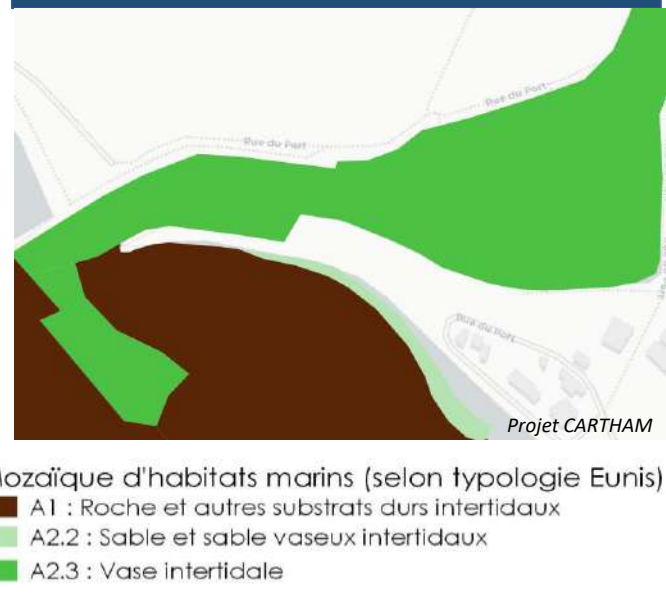 Rue du Port
Rue du Port
Rue du Port
Projet CARTHAM
Mozaïque d'habitats marins (selon typologie Eunis)
A1 : Roche et autres substrats durs intertidaux
A2.2 : Sable et sable vaseux intertidaux
A2.3 : Vase intertidale